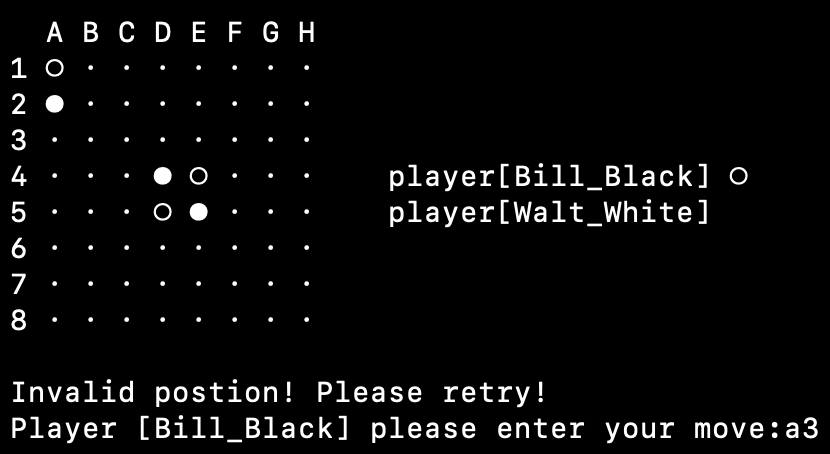 A B C D E F G H
1 ○ · · · · · · ·
2 ● · · · · · · ·
3 · · · · · · · ·
4 · · · ● ○ · · · player[Bill_Black] ○
5 · · · ○ ● · · · player[Walt_White]
6 · · · · · · · ·
7 · · · · · · · ·
8 · · · · · · · ·
Invalid postion! Please retry!
Player [Bill_Black] please enter your move:a3